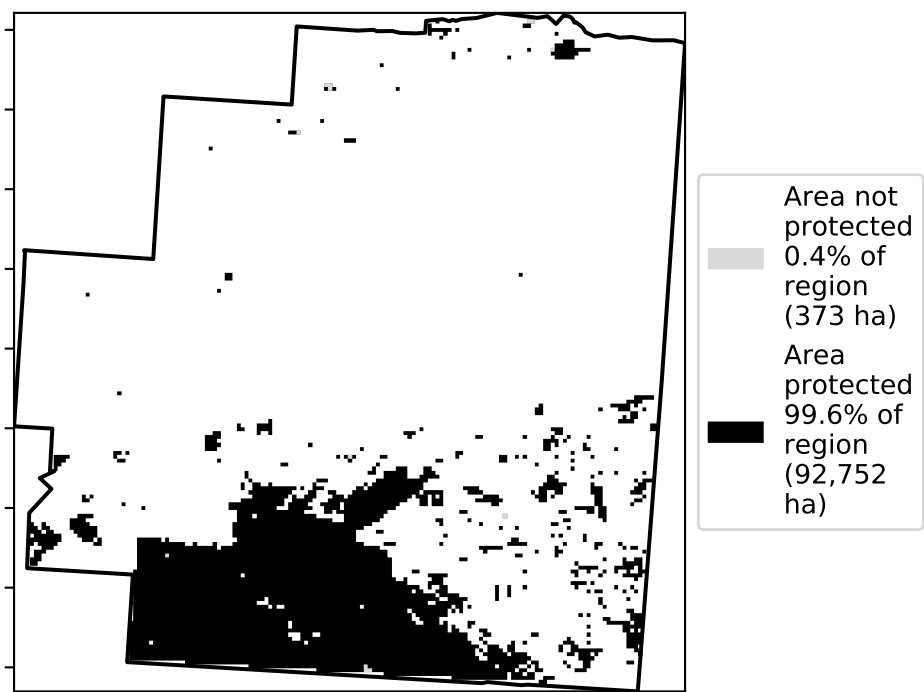 Area not
protected
0.4% of
region
(373 ha)
Area
protected
99.6% of
region
(92,752
ha)